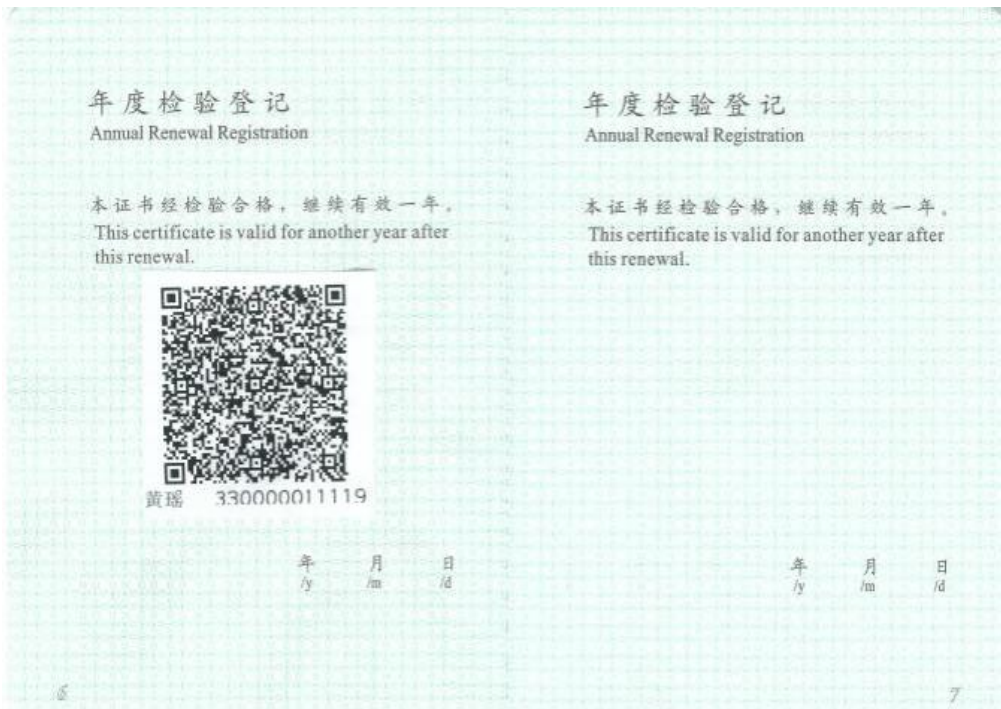 年度检验登记
Annual Renewal Registration
本证书经检验合格，继续有效一年。
This certificate is valid for another year after
this renewal.
黄瑶 330000011119
年 月 日
/y /m /d
6
年度检验登记
Annual Renewal Registration
本证书经检验合格，继续有效一年。
This certificate is valid for another year after
this renewal.
年 月 日
/y /m /d
7